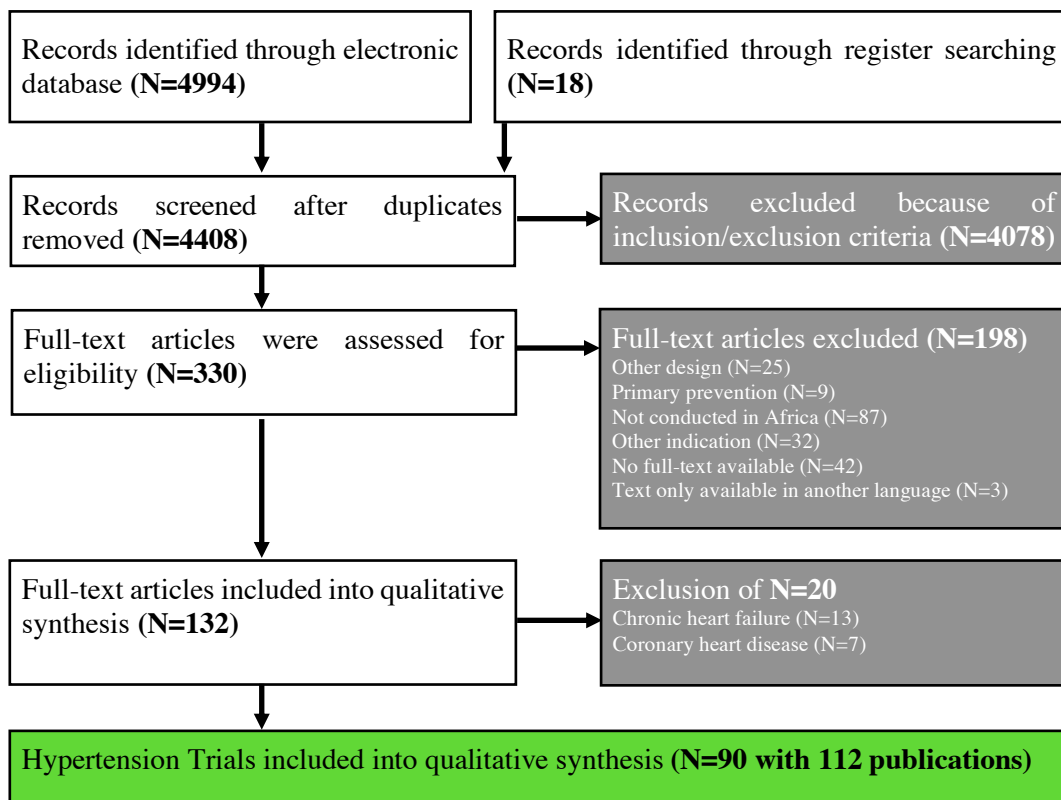 Records identified through electronic
database (N=4994)
Records identified through register searching
(N=18)
Records screened after duplicates
removed (N=4408)
Records excluded because of
inclusion/exclusion criteria (N=4078)
Full-text articles were assessed for
eligibility (N=330)
Full-text articles excluded (N=198)
Other design (N=25)
Primary prevention (N=9)
Not conducted in Africa (N=87)
Other indication (N=32)
No full-text available (N=42)
Text only available in another language (N=3)
Full-text articles included into qualitative
synthesis (N=132)
Exclusion of N=20
Chronic heart failure (N=13)
Coronary heart disease (N=7)
Hypertension Trials included into qualitative synthesis (N=90 with 112 publications)